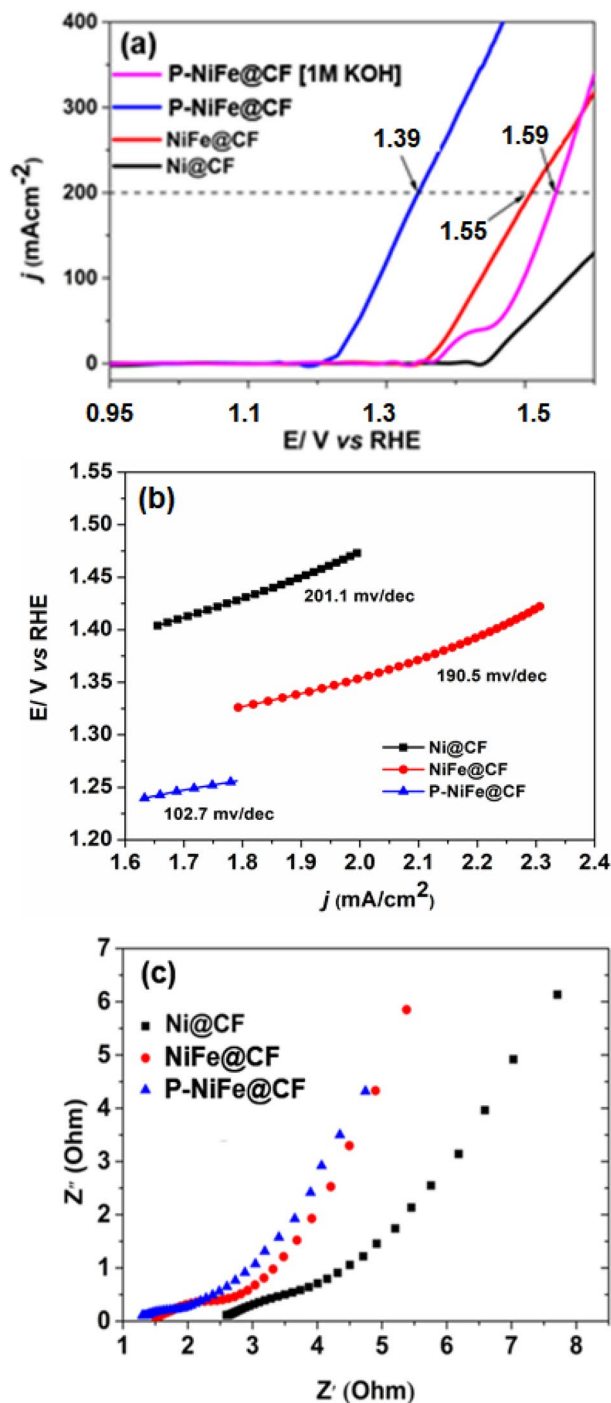 (a)
400
300
200
100
0
j (mAcm-2)
P-NiFe@CF [1M KOH]
P-NiFe@CF
NiFe@CF
Ni@CF
1.39
1.59
1.55
0.95 1.1 1.3 1.5
E/ V vs RHE
(b)
1.55
1.50
1.45
1.40
1.35
1.30
1.25
1.20
E/ V vs RHE
201.1 mv/dec
190.5 mv/dec
102.7 mv/dec
Ni@CF
NiFe@CF
P-NiFe@CF
1.6 1.7 1.8 1.9 2.0 2.1 2.2 2.3 2.4
j (mA/cm²)
(c)
7
6
5
4
3
2
1
0
Z″ (Ohm)
Ni@CF
NiFe@CF
P-NiFe@CF
1 2 3 4 5 6 7 8
Z′ (Ohm)